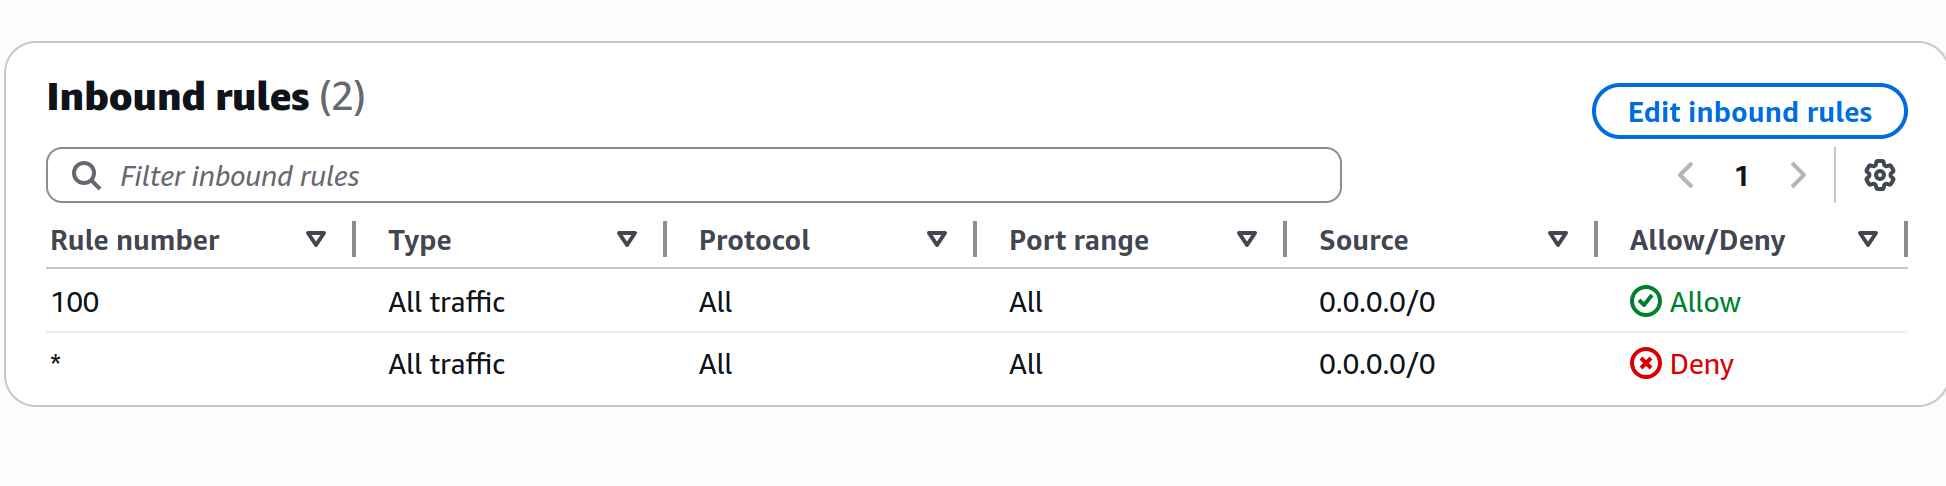 Inbound rules (2)
Edit inbound rules
Filter inbound rules
1
Rule number Type Protocol Port range Source Allow/Deny
100 All traffic All All 0.0.0.0/0 Allow
* All traffic All All 0.0.0.0/0 Deny